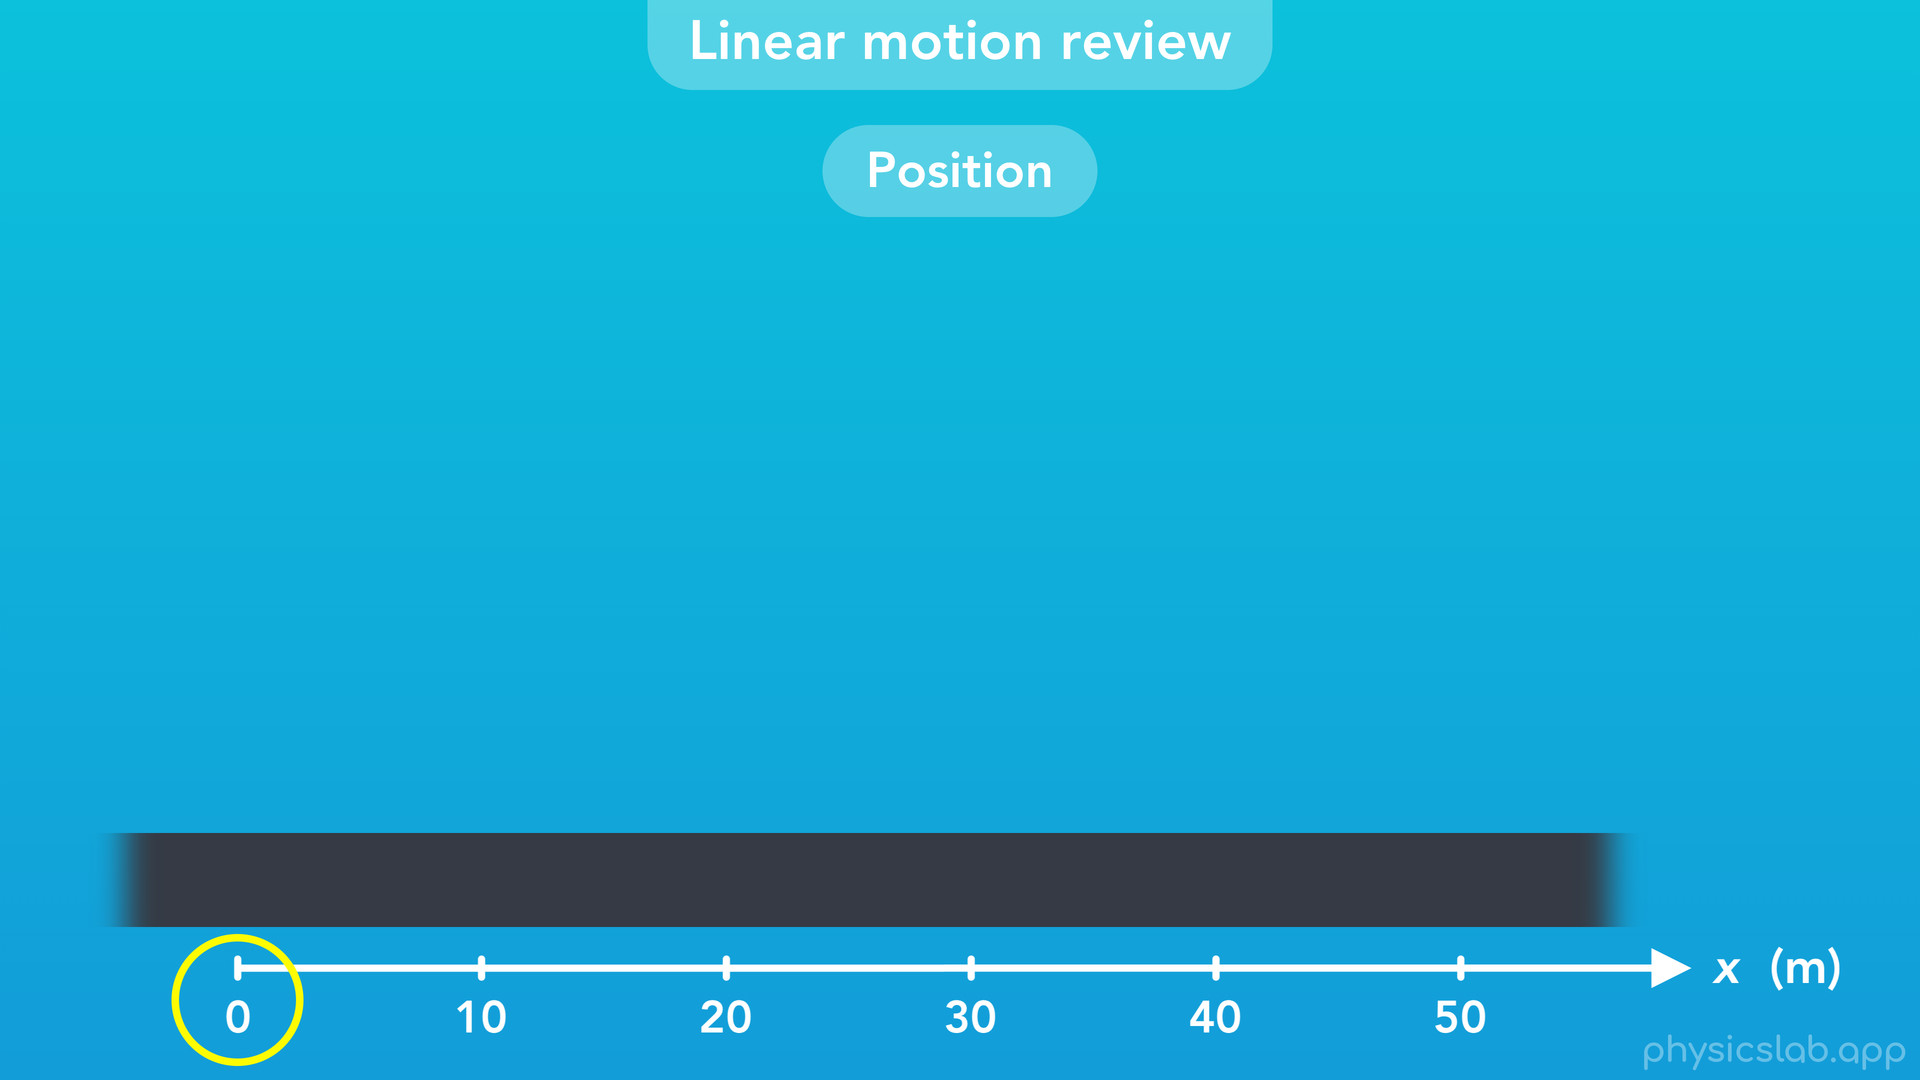 Linear motion review
Position
x (m)
0 10 20 30 40 50
physicslab.app